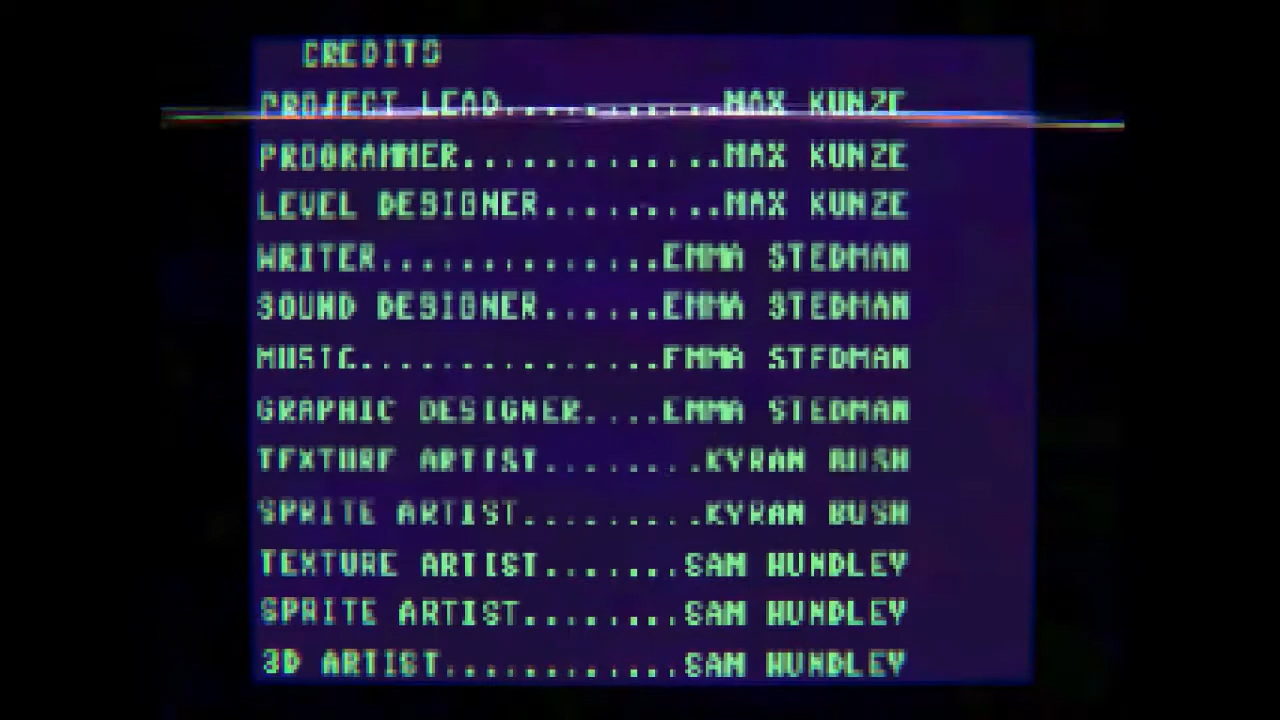 CREDITS
PROJECT LEAD...........MAX KUNZE
PROGRAMMER.............MAX KUNZE
LEVEL DESIGNER.........MAX KUNZE
WRITER..............EMMA STEDMAN
SOUND DESIGNER......EMMA STEDMAN
MUSIC...............EMMA STEDMAN
GRAPHIC DESIGNER....EMMA STEDMAN
TEXTURE ARTIST........KYRAN BUSH
SPRITE ARTIST.........KYRAN BUSH
TEXTURE ARTIST.......SAM HUNDLEY
SPRITE ARTIST........SAM HUNDLEY
3D ARTIST............SAM HUNDLEY